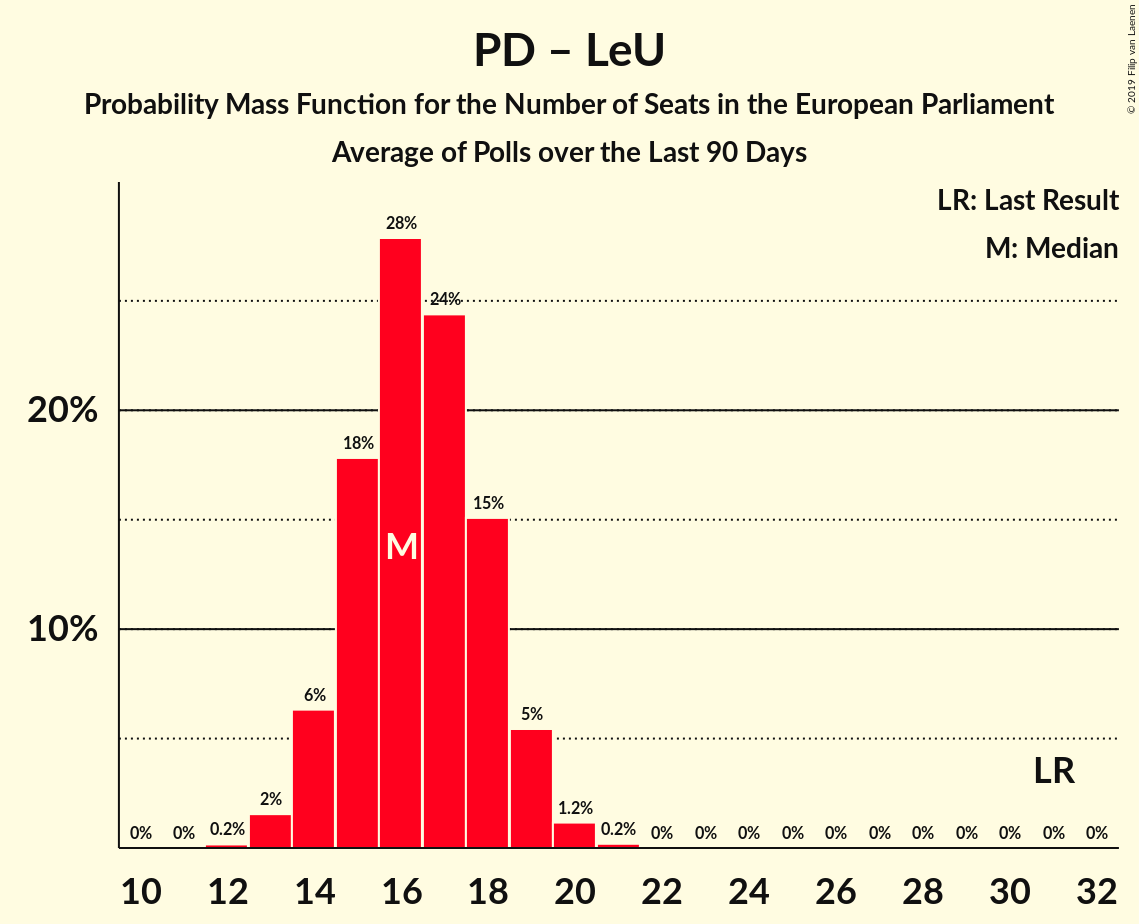 PD – LeU
Probability Mass Function for the Number of Seats in the European Parliament
Average of Polls over the Last 90 Days
© 2019 Filip van Laenen
LR: Last Result
M: Median
28%
24%
20%
18%
15%
M
10%
6%
5%
LR
2%
1.2%
0% 0% 0.2% 0.2% 0% 0% 0% 0% 0% 0% 0% 0% 0% 0% 0%
10 12 14 16 18 20 22 24 26 28 30 32